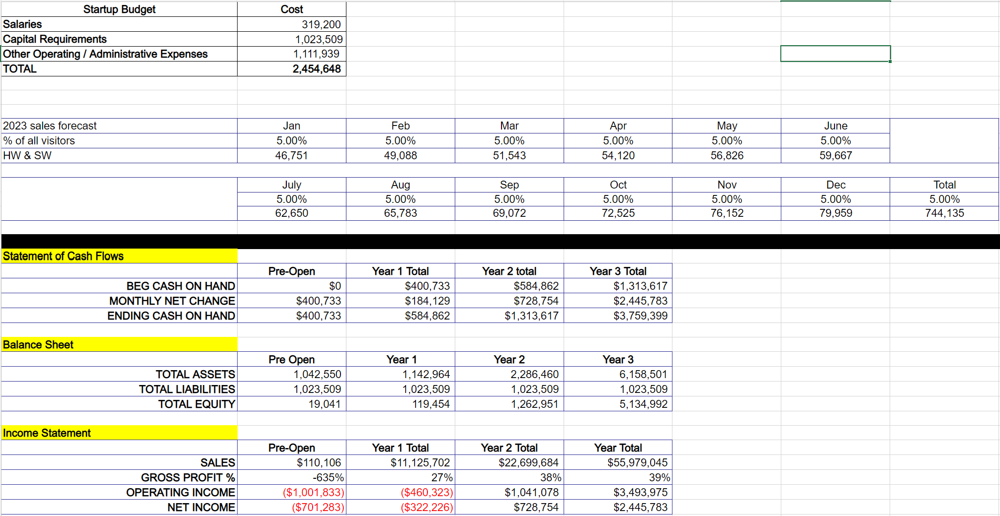 Startup Budget Cost
Salaries 319,200
Capital Requirements 1,023,509
Other Operating / Administrative Expenses 1,111,939
TOTAL 2,454,648
2023 sales forecast Jan Feb Mar Apr May June
% of all visitors 5.00% 5.00% 5.00% 5.00% 5.00% 5.00%
HW & SW 46,751 49,088 51,543 54,120 56,826 59,667
July Aug Sep Oct Nov Dec Total
5.00% 5.00% 5.00% 5.00% 5.00% 5.00% 5.00%
62,650 65,783 69,072 72,525 76,152 79,959 744,135
Statement of Cash Flows
Pre-Open Year 1 Total Year 2 total Year 3 Total
BEG CASH ON HAND $0 $400,733 $584,862 $1,313,617
MONTHLY NET CHANGE $400,733 $184,129 $728,754 $2,445,783
ENDING CASH ON HAND $400,733 $584,862 $1,313,617 $3,759,399
Balance Sheet
Pre Open Year 1 Year 2 Year 3
TOTAL ASSETS 1,042,550 1,142,964 2,286,460 6,158,501
TOTAL LIABILITIES 1,023,509 1,023,509 1,023,509 1,023,509
TOTAL EQUITY 19,041 119,454 1,262,951 5,134,992
Income Statement
Pre-Open Year 1 Total Year 2 Total Year Total
SALES $110,106 $11,125,702 $22,699,684 $55,979,045
GROSS PROFIT % -635% 27% 38% 39%
OPERATING INCOME ($1,001,833) ($460,323) $1,041,078 $3,493,975
NET INCOME ($701,283) ($322,226) $728,754 $2,445,783